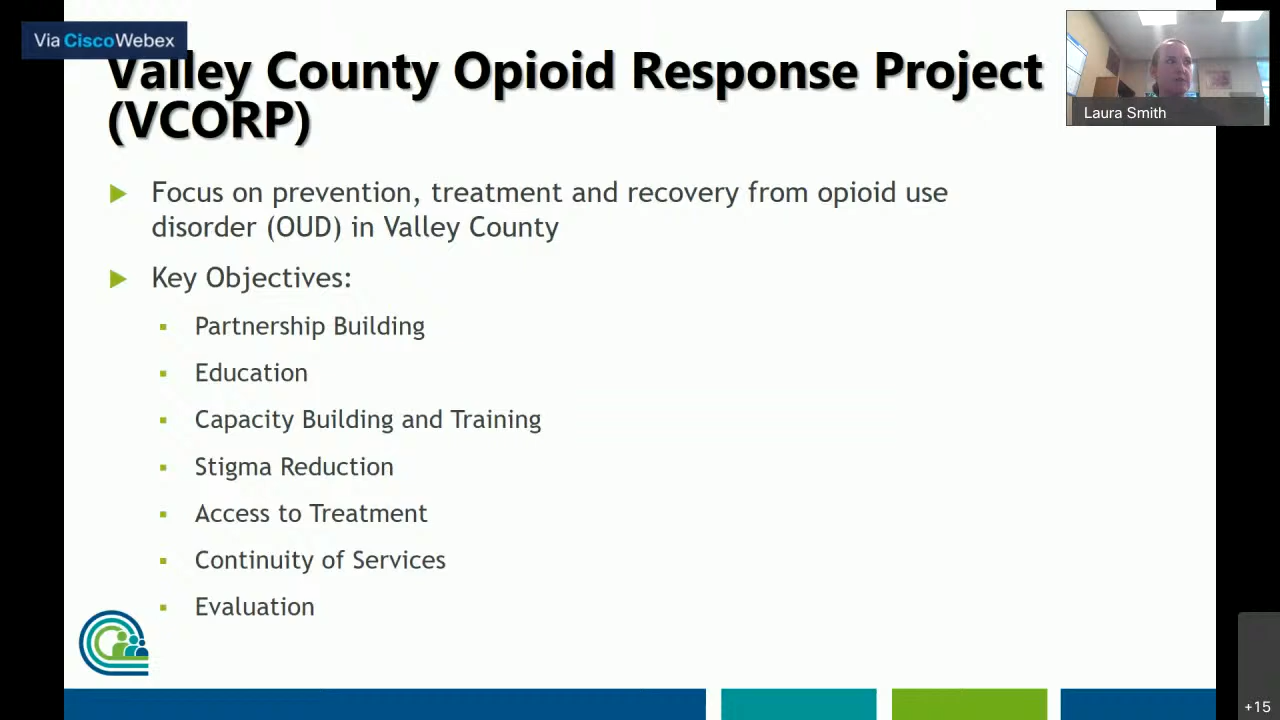 Via CiscoWebex
Valley County Opioid Response Project
(VCORP)
Laura Smith
Focus on prevention, treatment and recovery from opioid use
disorder (OUD) in Valley County
Key Objectives:
Partnership Building
Education
Capacity Building and Training
Stigma Reduction
Access to Treatment
Continuity of Services
Evaluation
+15